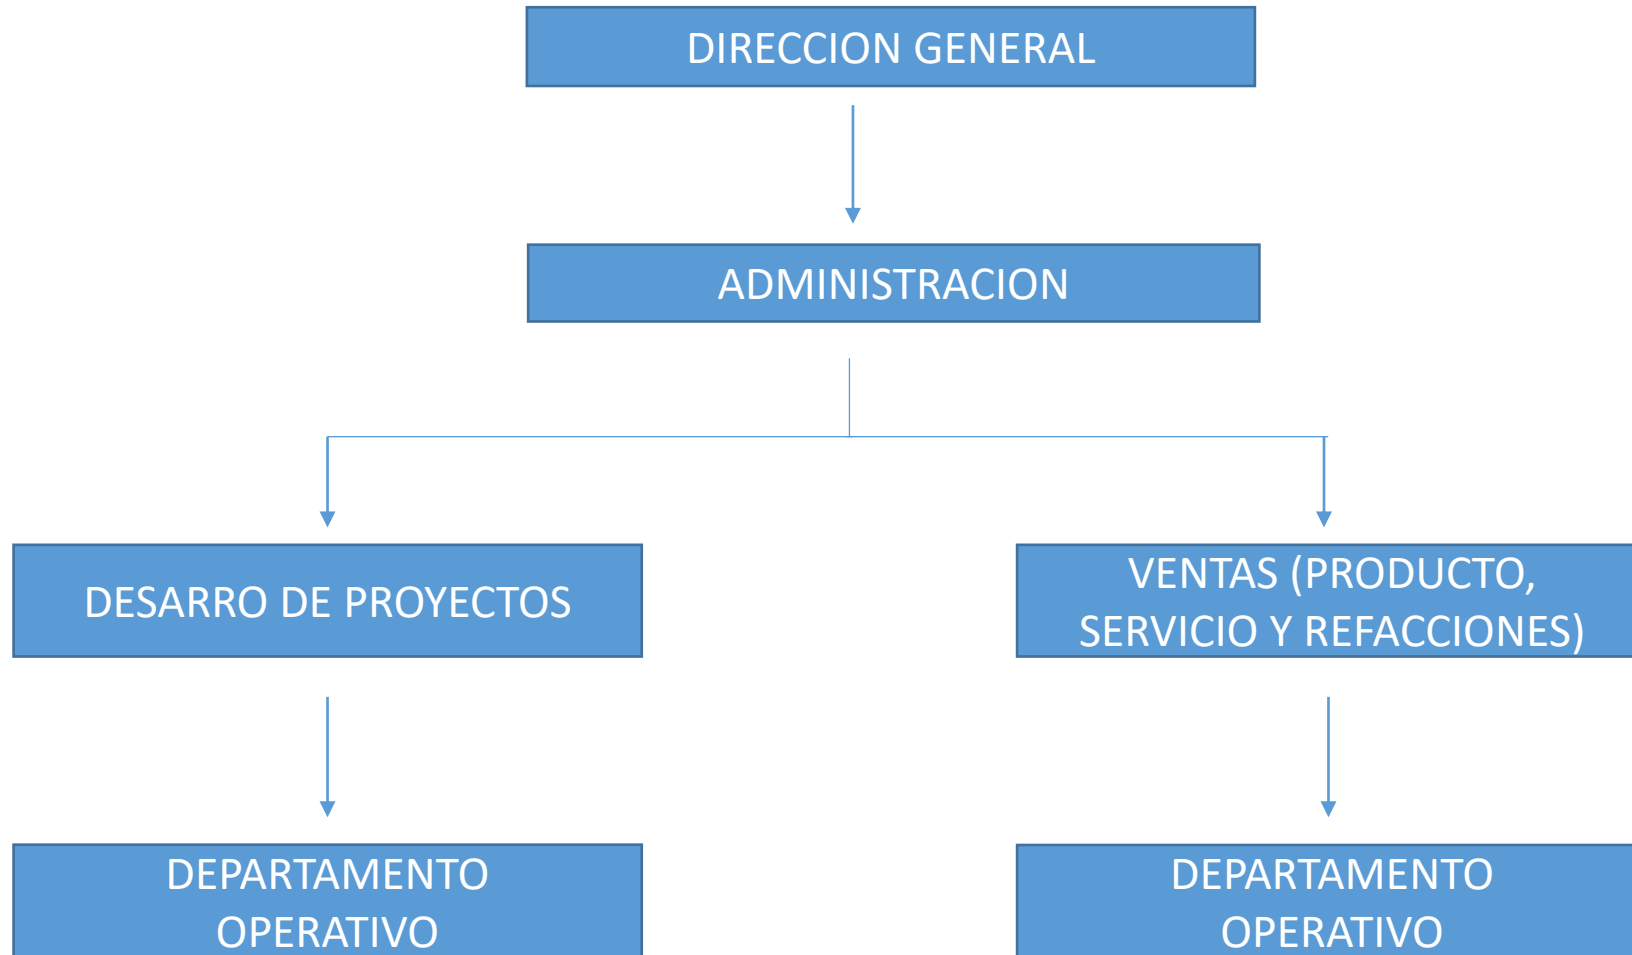 DIRECCION GENERAL
ADMINISTRACION
DESARRO DE PROYECTOS
VENTAS (PRODUCTO,
SERVICIO Y REFACCIONES)
DEPARTAMENTO
OPERATIVO
DEPARTAMENTO
OPERATIVO